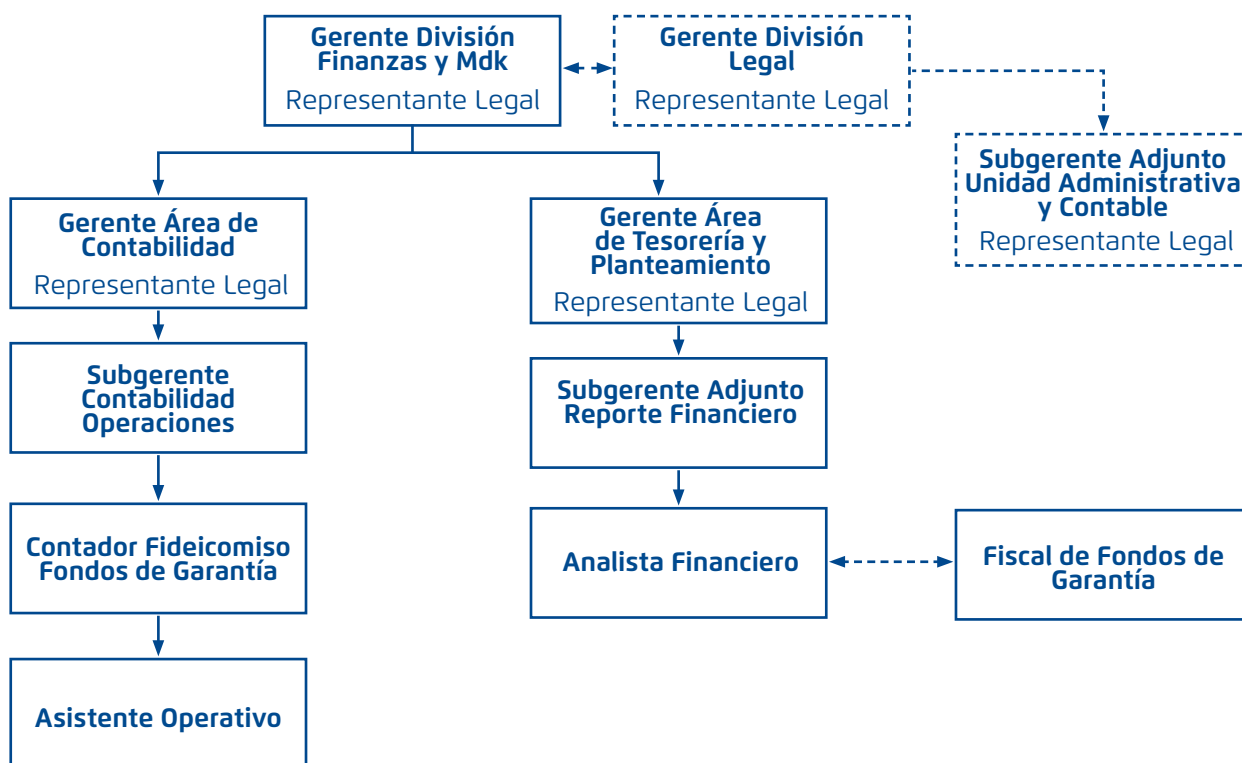 Gerente División
Finanzas y Mdk
Representante Legal
Gerente División
Legal
Representante Legal
Subgerente Adjunto
Unidad Administrativa
y Contable
Representante Legal
Gerente Área de
Contabilidad
Representante Legal
Gerente Área
de Tesorería y
Planteamiento
Representante Legal
Subgerente
Contabilidad
Operaciones
Subgerente Adjunto
Reporte Financiero
Contador Fideicomiso
Fondos de Garantía
Analista Financiero
Fiscal de Fondos de
Garantía
Asistente Operativo